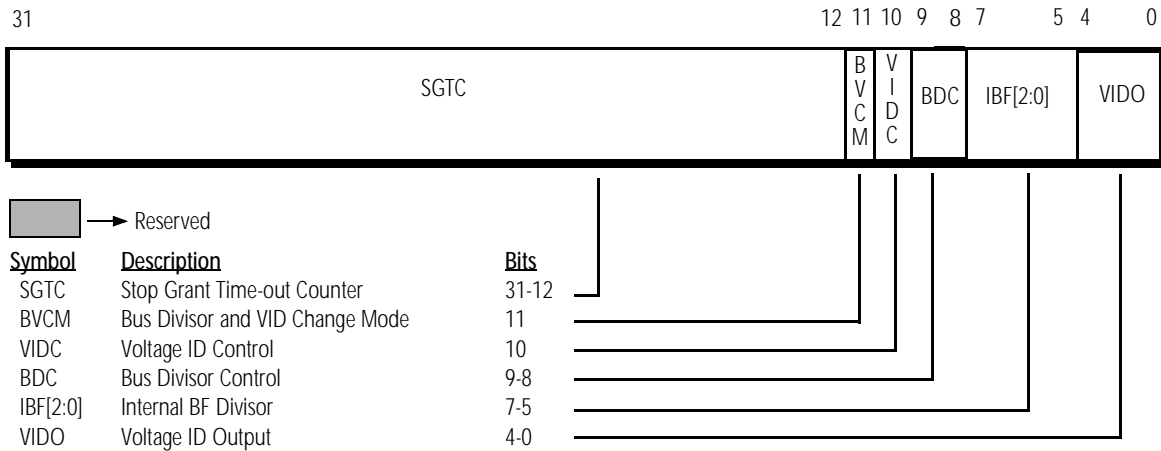 31 12 11 10 9 8 7 5 4 0
SGTC BVCM VIDC BDC IBF[2:0] VIDO
Reserved
Symbol Description Bits
SGTC Stop Grant Time-out Counter 31-12
BVCM Bus Divisor and VID Change Mode 11
VIDC Voltage ID Control 10
BDC Bus Divisor Control 9-8
IBF[2:0] Internal BF Divisor 7-5
VIDO Voltage ID Output 4-0